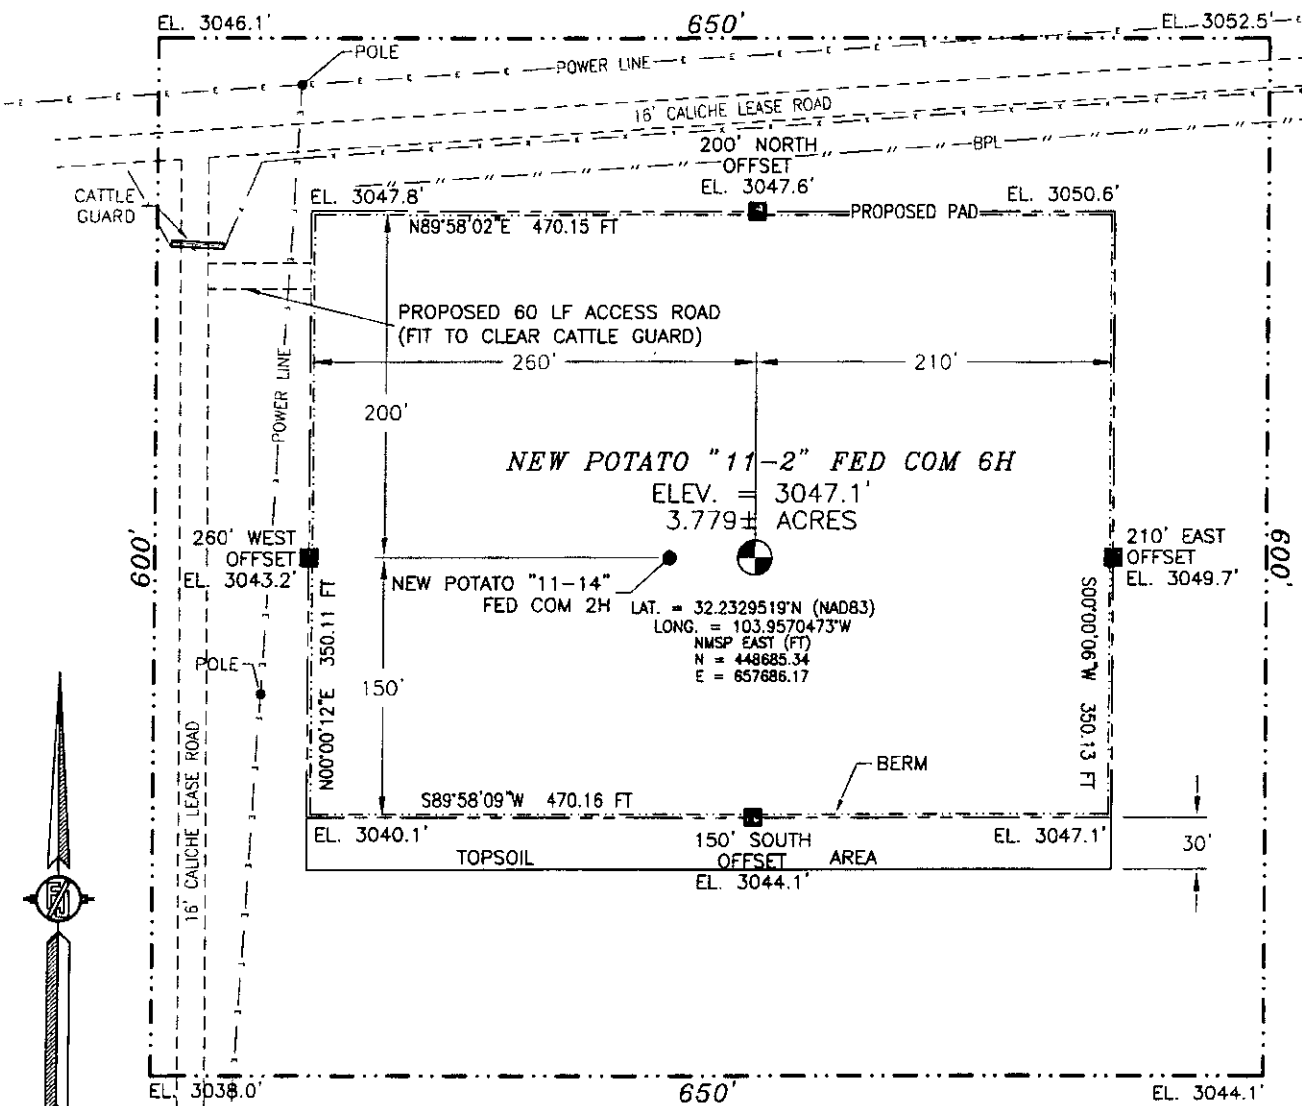 EL. 3046.1'
650'
EL. 3052.5'
POLE
POWER LINE
16' CALICHE LEASE ROAD
BPL
200' NORTH
OFFSET
EL. 3047.6'
CATTLE
GUARD
EL. 3047.8'
EL. 3050.6'
PROPOSED PAD
N89°58'02"E 470.15 FT
PROPOSED 60 LF ACCESS ROAD
(FIT TO CLEAR CATTLE GUARD)
260'
210'
POWER LINE
200'
NEW POTATO "11-2" FED COM 6H
ELEV. = 3047.1'
3.779± ACRES
600'
260' WEST
OFFSET
EL. 3043.2'
210' EAST
OFFSET
EL. 3049.7'
600'
NEW POTATO "11-14"
FED COM 2H
LAT. = 32.2329519°N (NAD83)
LONG. = 103.9570473°W
NMSP EAST (FT)
N = 448685.34
E = 657686.17
N00°00'12"E 350.11 FT
S00°00'06"W 350.13 FT
POLE
150'
16' CALICHE LEASE ROAD
BERM
S89°58'09"W 470.16 FT
EL. 3040.1'
150' SOUTH
OFFSET
EL. 3044.1'
EL. 3047.1'
30'
TOPSOIL AREA
EL. 3038.0'
650'
EL. 3044.1'